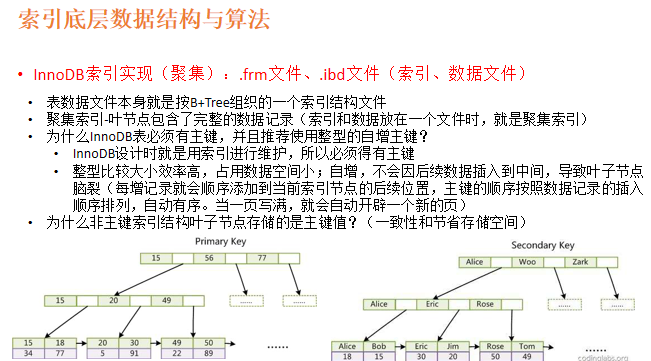 索引底层数据结构与算法
• InnoDB索引实现（聚集）：.frm文件、.ibd文件（索引、数据文件）
• 表数据文件本身就是按B+Tree组织的一个索引结构文件
• 聚集索引-叶节点包含了完整的数据记录（索引和数据放在一个文件时，就是聚集索引）
• 为什么InnoDB表必须有主键，并且推荐使用整型的自增主键？
• InnoDB设计时就是用索引进行维护，所以必须得有主键
• 整型比较大小效率高，占用数据空间小；自增，不会因后续数据插入到中间，导致叶子节点
脑裂（每增记录就会顺序添加到当前索引节点的后续位置，主键的顺序按照数据记录的插入
顺序排列，自动有序。当一页写满，就会自动开辟一个新的页）
• 为什么非主键索引结构叶子节点存储的是主键值？（一致性和节省存储空间）
Primary Key
15 56 77
15 20 49
...... ......
15 18 20 30 49 50
34 77 5 91 22 89
......
Secondary Key
Alice Woo Zark
Alice Eric Rose
...... ......
Alice Bob Eric Jim Rose Tom
18 15 30 20 50 49
......
codinglabs.org